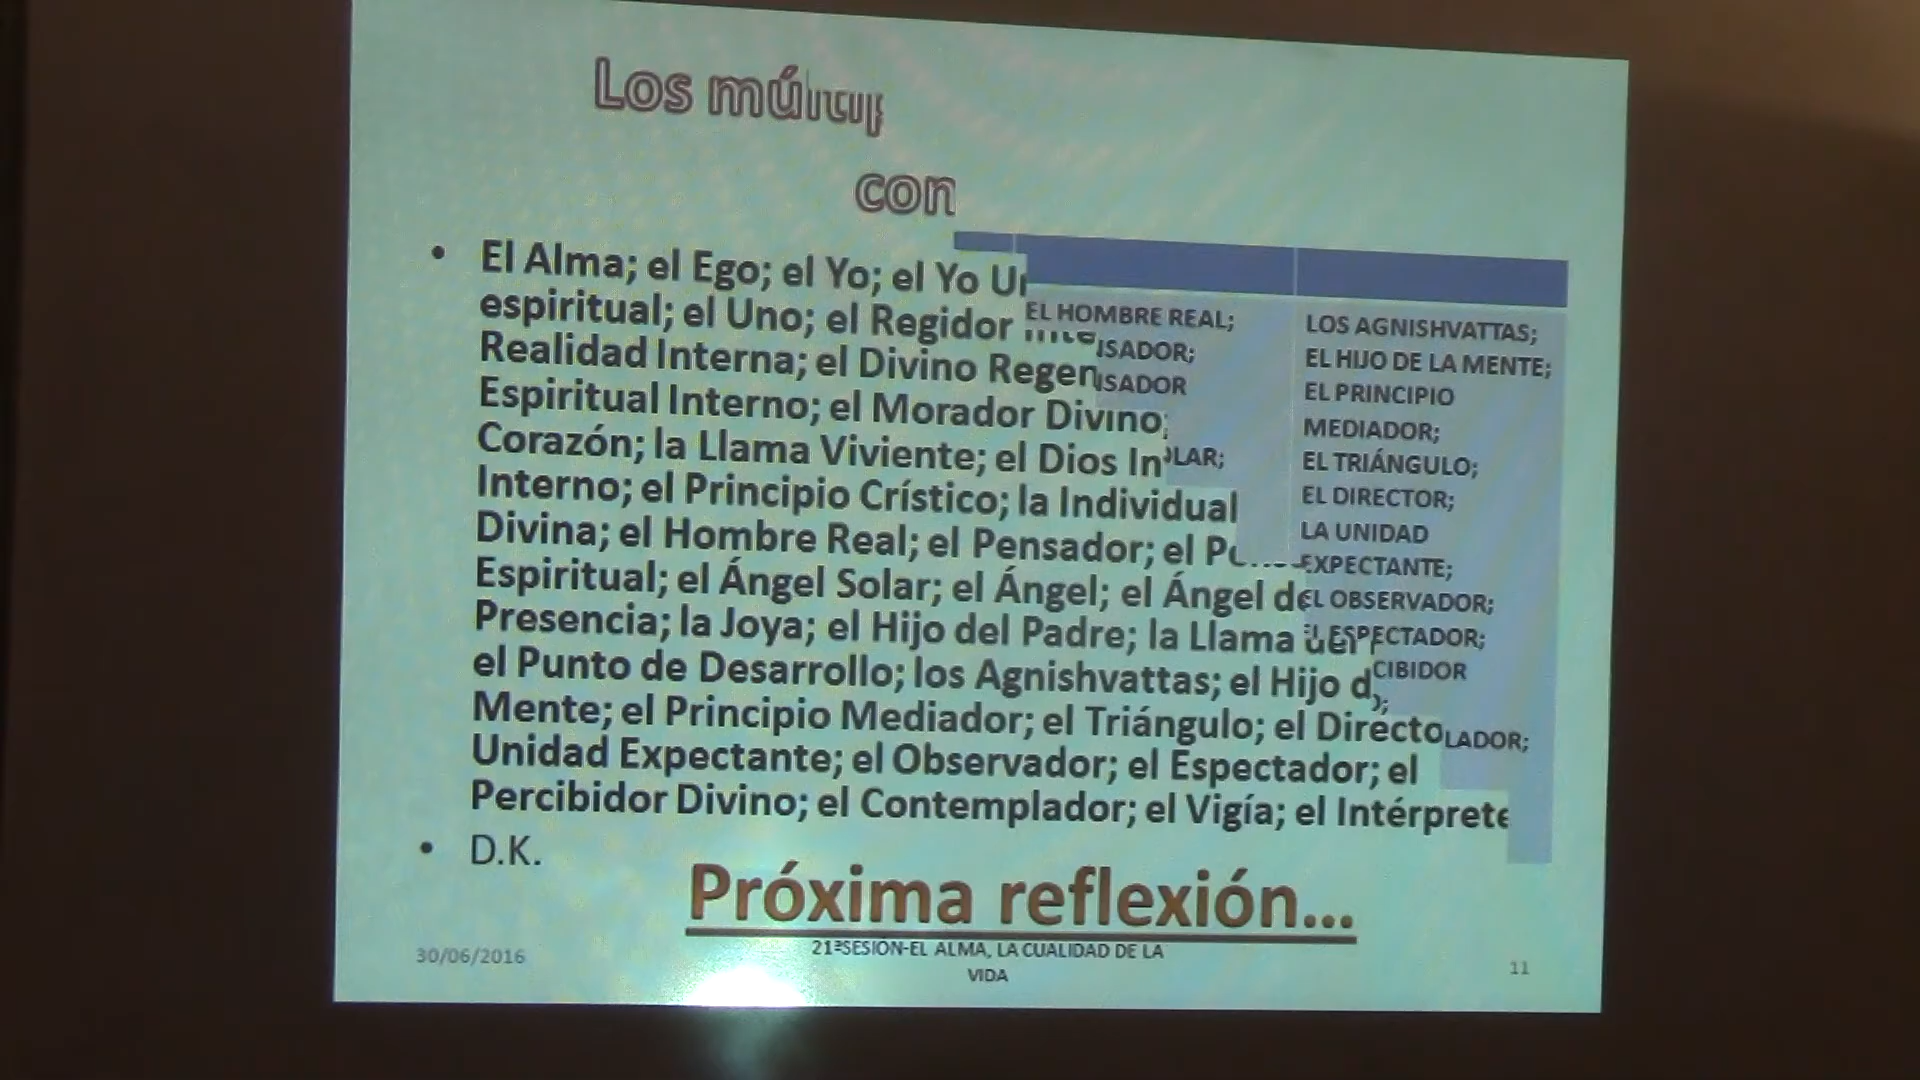 Los
con
• El Alma; el Ego; el Yo; el Yo
espiritual; el Uno; el Regidor
Realidad Interna; el Divino Regen
Espiritual Interno; el Morador Divino;
Corazón; la Llama Viviente; el Dios In
Interno; el Principio Crístico; la Individual
Divina; el Hombre Real; el Pensador; el
Espiritual; el Ángel Solar; el Ángel; el Ángel de
Presencia; la Joya; el Hijo del Padre; la Llama
el Punto de Desarrollo; los Agnishvattas; el Hijo d
Mente; el Principio Mediador; el Triángulo; el Directo
Unidad Expectante; el Observador; el Espectador; el
Percibidor Divino; el Contemplador; el Vigía; el Intérprete
• D.K.
EL HOMBRE REAL;
ISADOR;
ISADOR
LAR;
LOS AGNISHVATTAS;
EL HIJO DE LA MENTE;
EL PRINCIPIO
MEDIADOR;
EL TRIÁNGULO;
EL DIRECTOR;
LA UNIDAD
EXPECTANTE;
EL OBSERVADOR;
EL ESPECTADOR;
CIBIDOR
LADOR;
Próxima reflexión...
30/06/2016
21ªSESIÓN-EL ALMA, LA CUALIDAD DE LA
VIDA
11